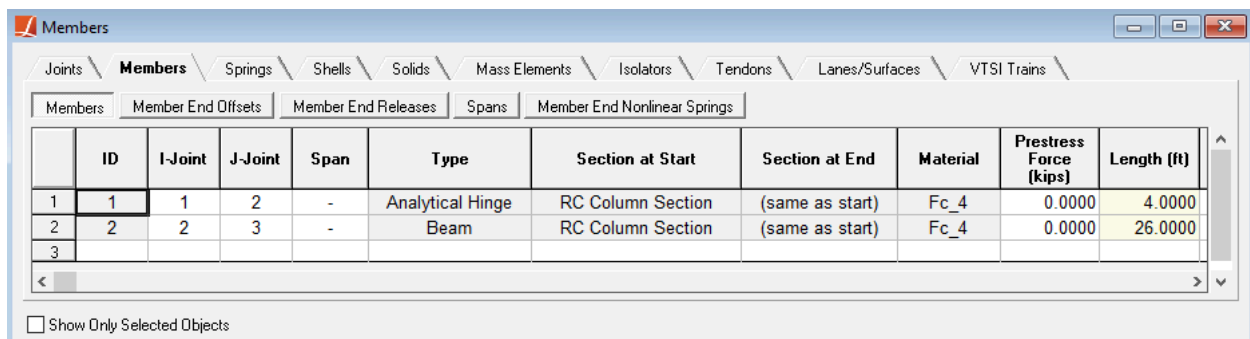 Members
Joints Members Springs Shells Solids Mass Elements Isolators Tendons Lanes/Surfaces VTSI Trains
Members Member End Offsets Member End Releases Spans Member End Nonlinear Springs
ID I-Joint J-Joint Span Type Section at Start Section at End Material Prestress Force (kips) Length (ft)
1 1 1 2 - Analytical Hinge RC Column Section (same as start) Fc_4 0.0000 4.0000
2 2 2 3 - Beam RC Column Section (same as start) Fc_4 0.0000 26.0000
3
Show Only Selected Objects